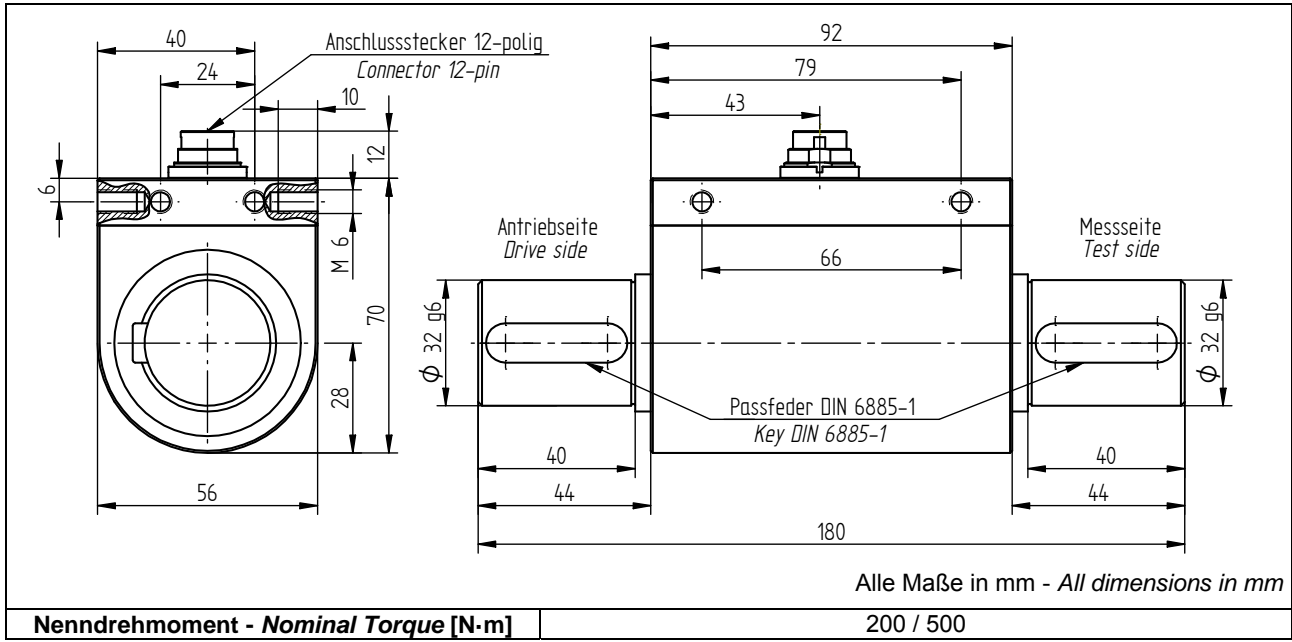 40
24
Anschlussstecker 12-polig
Connector 12-pin
10
12
6
M 6
70
28
56
92
79
43
Antriebseite
Drive side
Messseite
Test side
66
ϕ 32 g6
ϕ 32 g6
Passfeder DIN 6885-1
Key DIN 6885-1
40
44
40
44
180
Alle Maße in mm - All dimensions in mm
Nenndrehmoment - Nominal Torque [N·m]
200 / 500